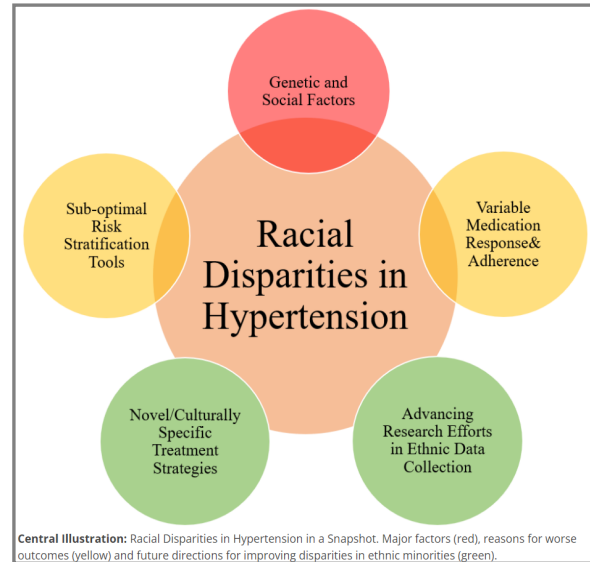 Genetic and
Social Factors
Sub-optimal
Risk
Stratification
Tools
Variable
Medication
Response&
Adherence
Racial
Disparities in
Hypertension
Novel/Culturally
Specific
Treatment
Strategies
Advancing
Research Efforts
in Ethnic Data
Collection
Central Illustration: Racial Disparities in Hypertension in a Snapshot. Major factors (red), reasons for worse
outcomes (yellow) and future directions for improving disparities in ethnic minorities (green).